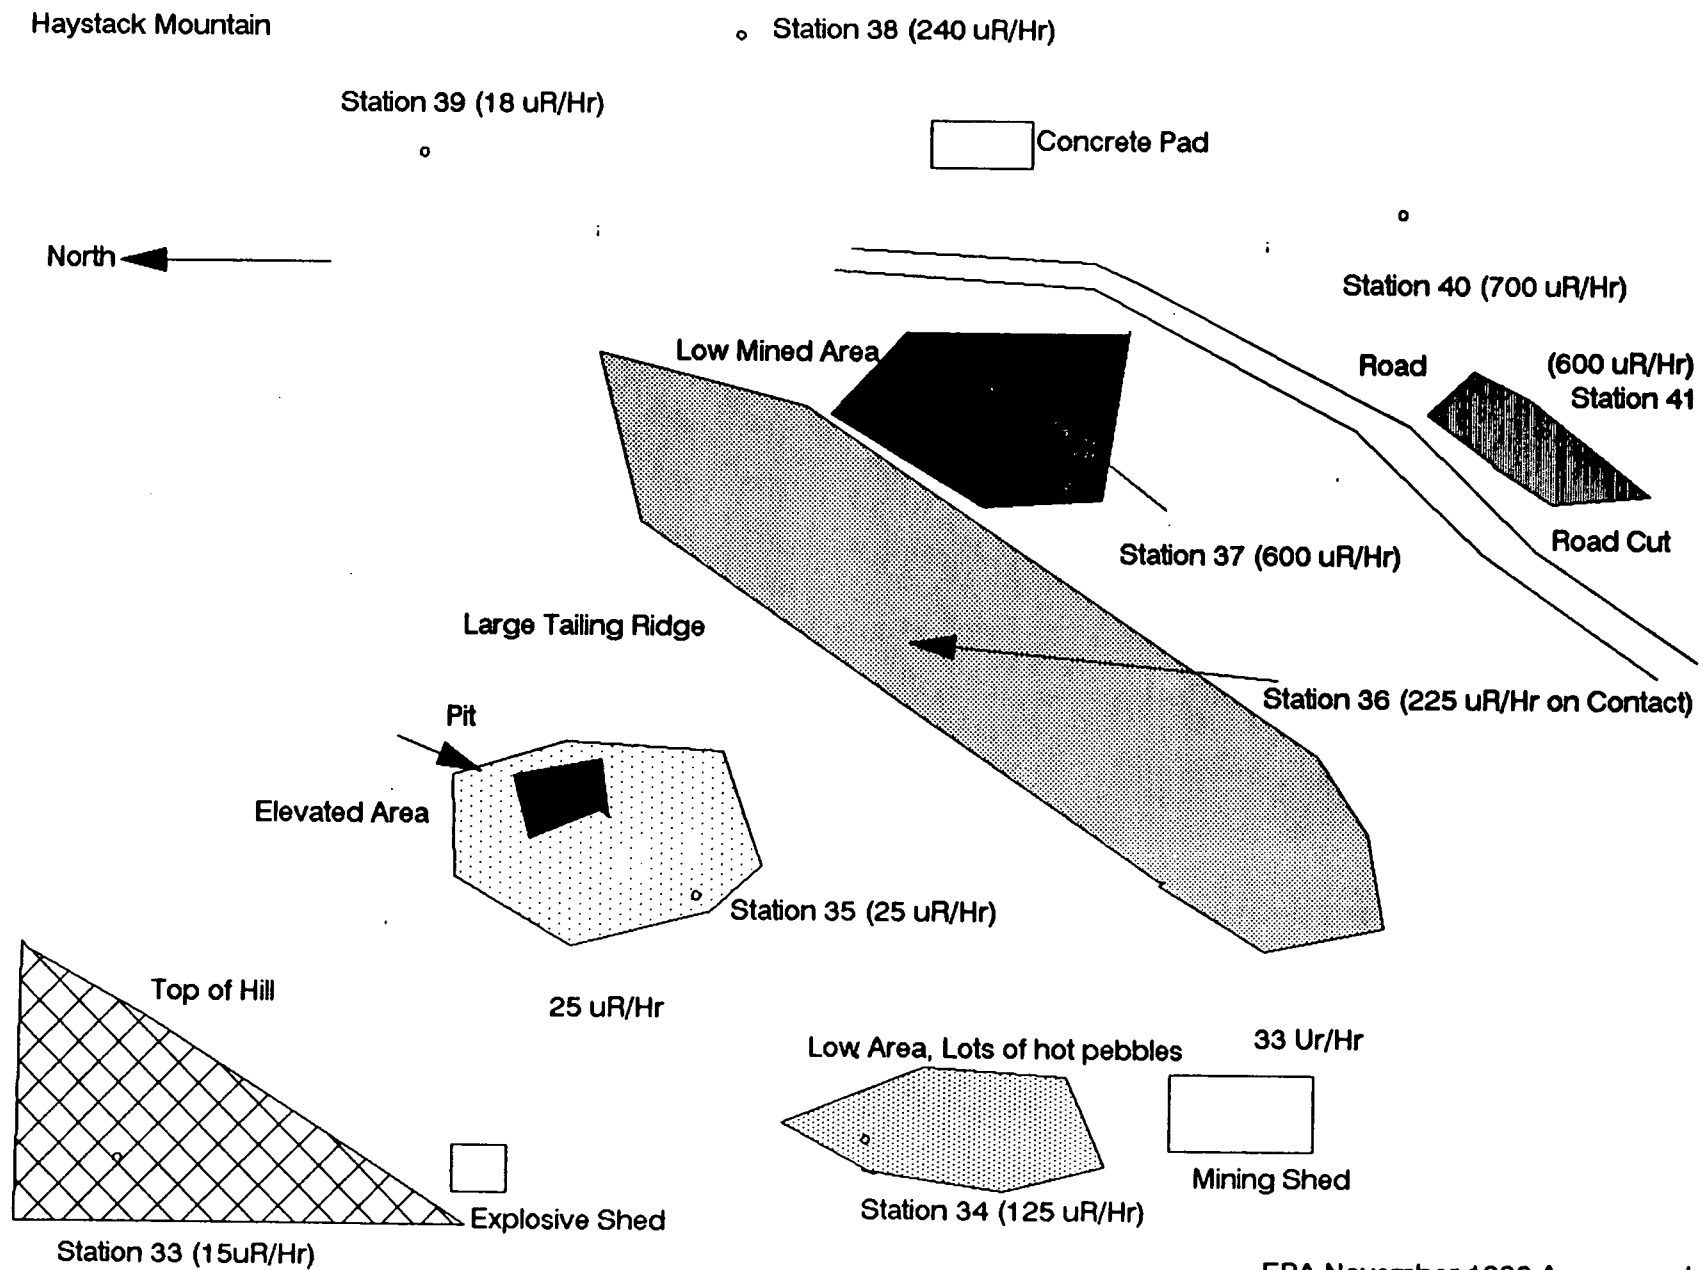 Haystack Mountain
Station 38 (240 uR/Hr)
Station 39 (18 uR/Hr)
Concrete Pad
North
Station 40 (700 uR/Hr)
Low Mined Area
Road
(600 uR/Hr)
Station 41
Road Cut
Station 37 (600 uR/Hr)
Large Tailing Ridge
Station 36 (225 uR/Hr on Contact)
Pit
Elevated Area
Station 35 (25 uR/Hr)
Top of Hill
25 uR/Hr
33 Ur/Hr
Low Area, Lots of hot pebbles
Mining Shed
Explosive Shed
Station 34 (125 uR/Hr)
Station 33 (15uR/Hr)